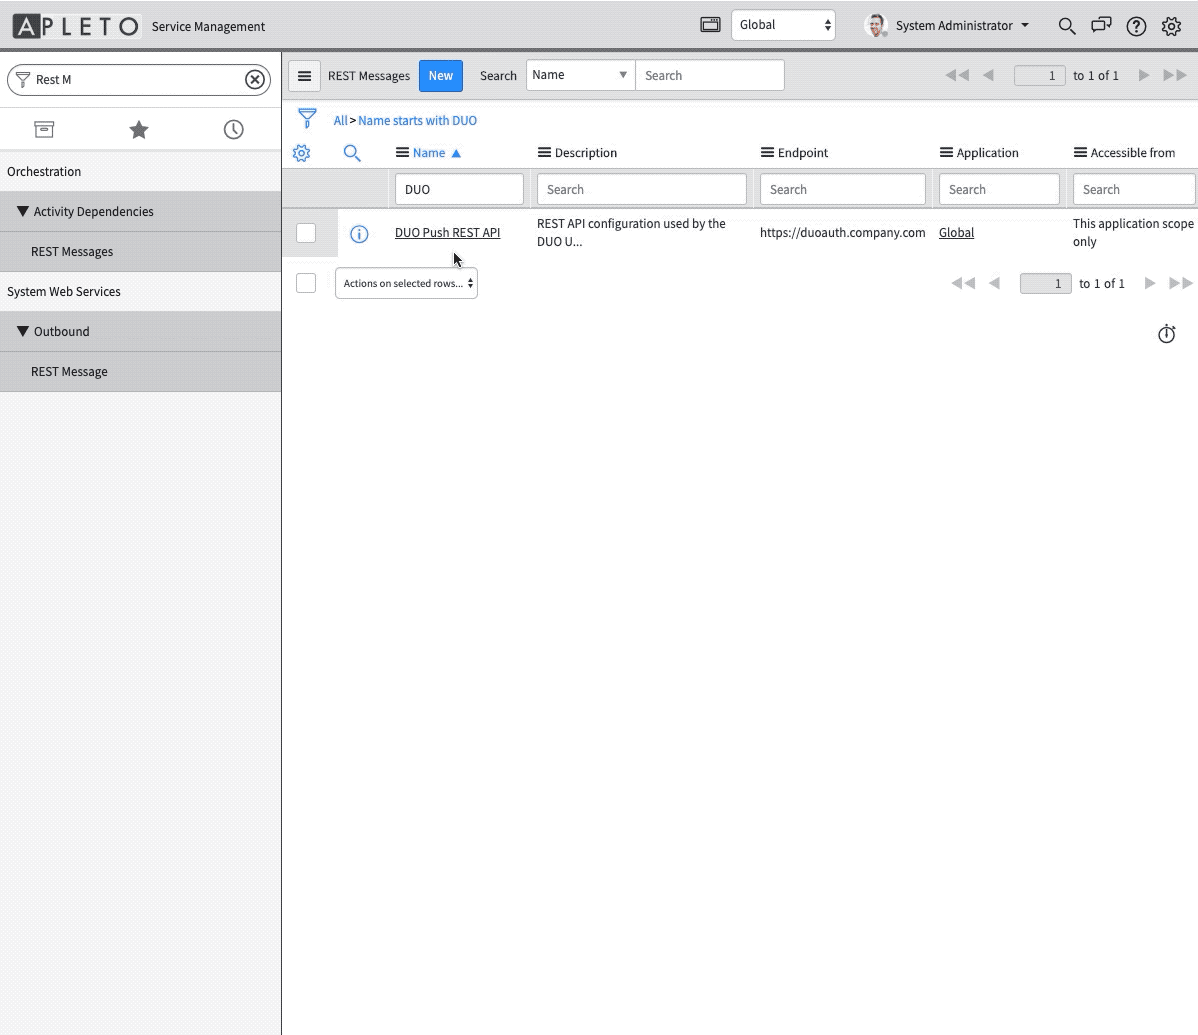 APLETO Service Management
Global
System Administrator
Rest M
REST Messages New Search Name Search 1 to 1 of 1
All > Name starts with DUO
Name Description Endpoint Application Accessible from
DUO Search Search Search Search
Orchestration
Activity Dependencies
REST Messages
System Web Services
Outbound
REST Message
DUO Push REST API
REST API configuration used by the
DUO U...
https://duoauth.company.com
Global
This application scope
only
Actions on selected rows... 1 to 1 of 1